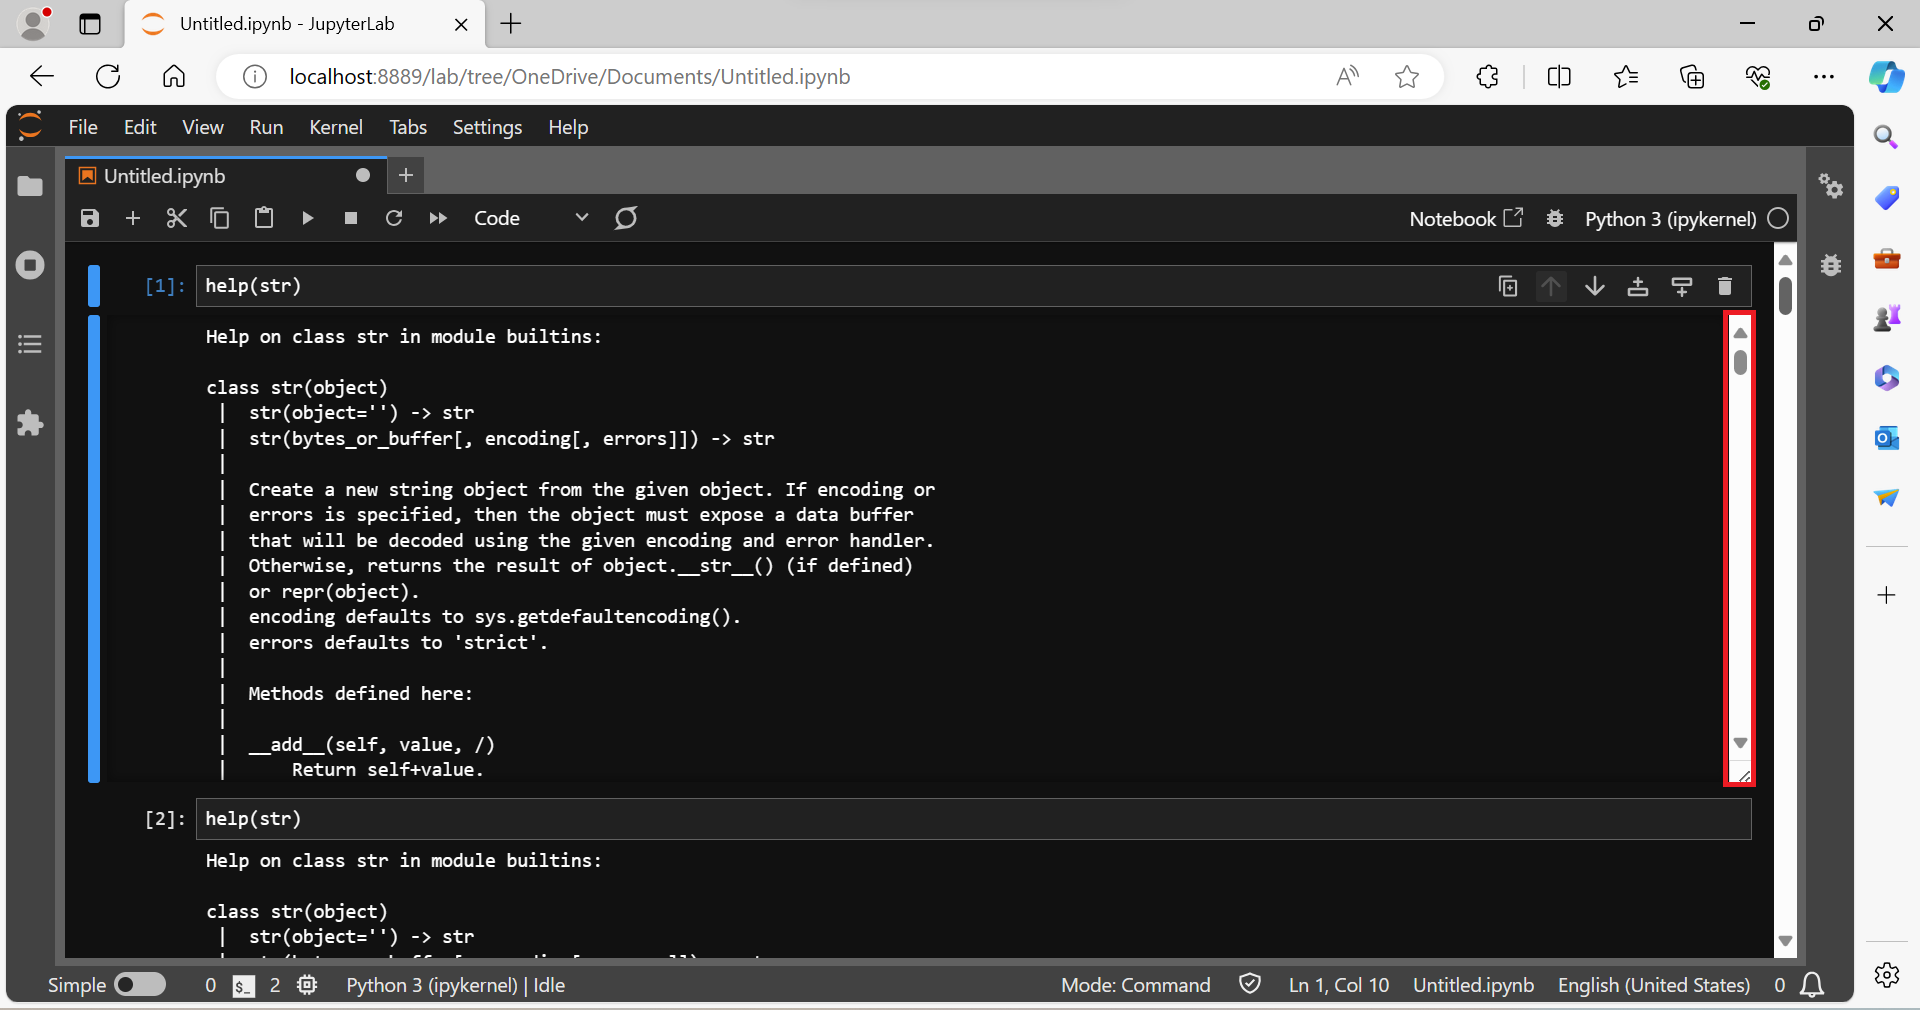 Untitled.ipynb - JupyterLab
localhost:8889/lab/tree/OneDrive/Documents/Untitled.ipynb
File Edit View Run Kernel Tabs Settings Help
Untitled.ipynb
Code Notebook Python 3 (ipykernel)
[1]: help(str)
Help on class str in module builtins:
class str(object)
 |  str(object='') -> str
 |  str(bytes_or_buffer[, encoding[, errors]]) -> str
 |
 |  Create a new string object from the given object. If encoding or
 |  errors is specified, then the object must expose a data buffer
 |  that will be decoded using the given encoding and error handler.
 |  Otherwise, returns the result of object.__str__() (if defined)
 |  or repr(object).
 |  encoding defaults to sys.getdefaultencoding().
 |  errors defaults to 'strict'.
 |
 |  Methods defined here:
 |
 |  __add__(self, value, /)
 |      Return self+value.
[2]: help(str)
Help on class str in module builtins:
class str(object)
 |  str(object='') -> str
Simple 0 2 Python 3 (ipykernel) | Idle Mode: Command Ln 1, Col 10 Untitled.ipynb English (United States) 0